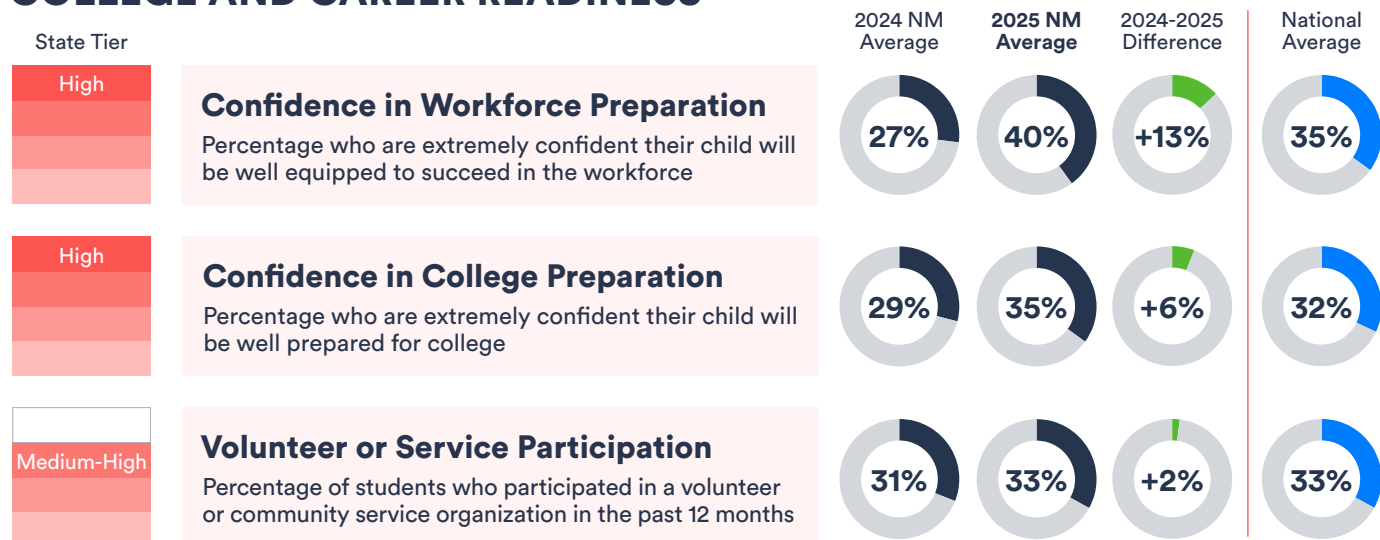 COLLEGE AND CAREER READINESS
State Tier
2024 NM
Average
2025 NM
Average
2024-2025
Difference
National
Average
High
Confidence in Workforce Preparation
Percentage who are extremely confident their child will
be well equipped to succeed in the workforce
27%
40%
+13%
35%
High
Confidence in College Preparation
Percentage who are extremely confident their child will
be well prepared for college
29%
35%
+6%
32%
Medium-High
Volunteer or Service Participation
Percentage of students who participated in a volunteer
or community service organization in the past 12 months
31%
33%
+2%
33%